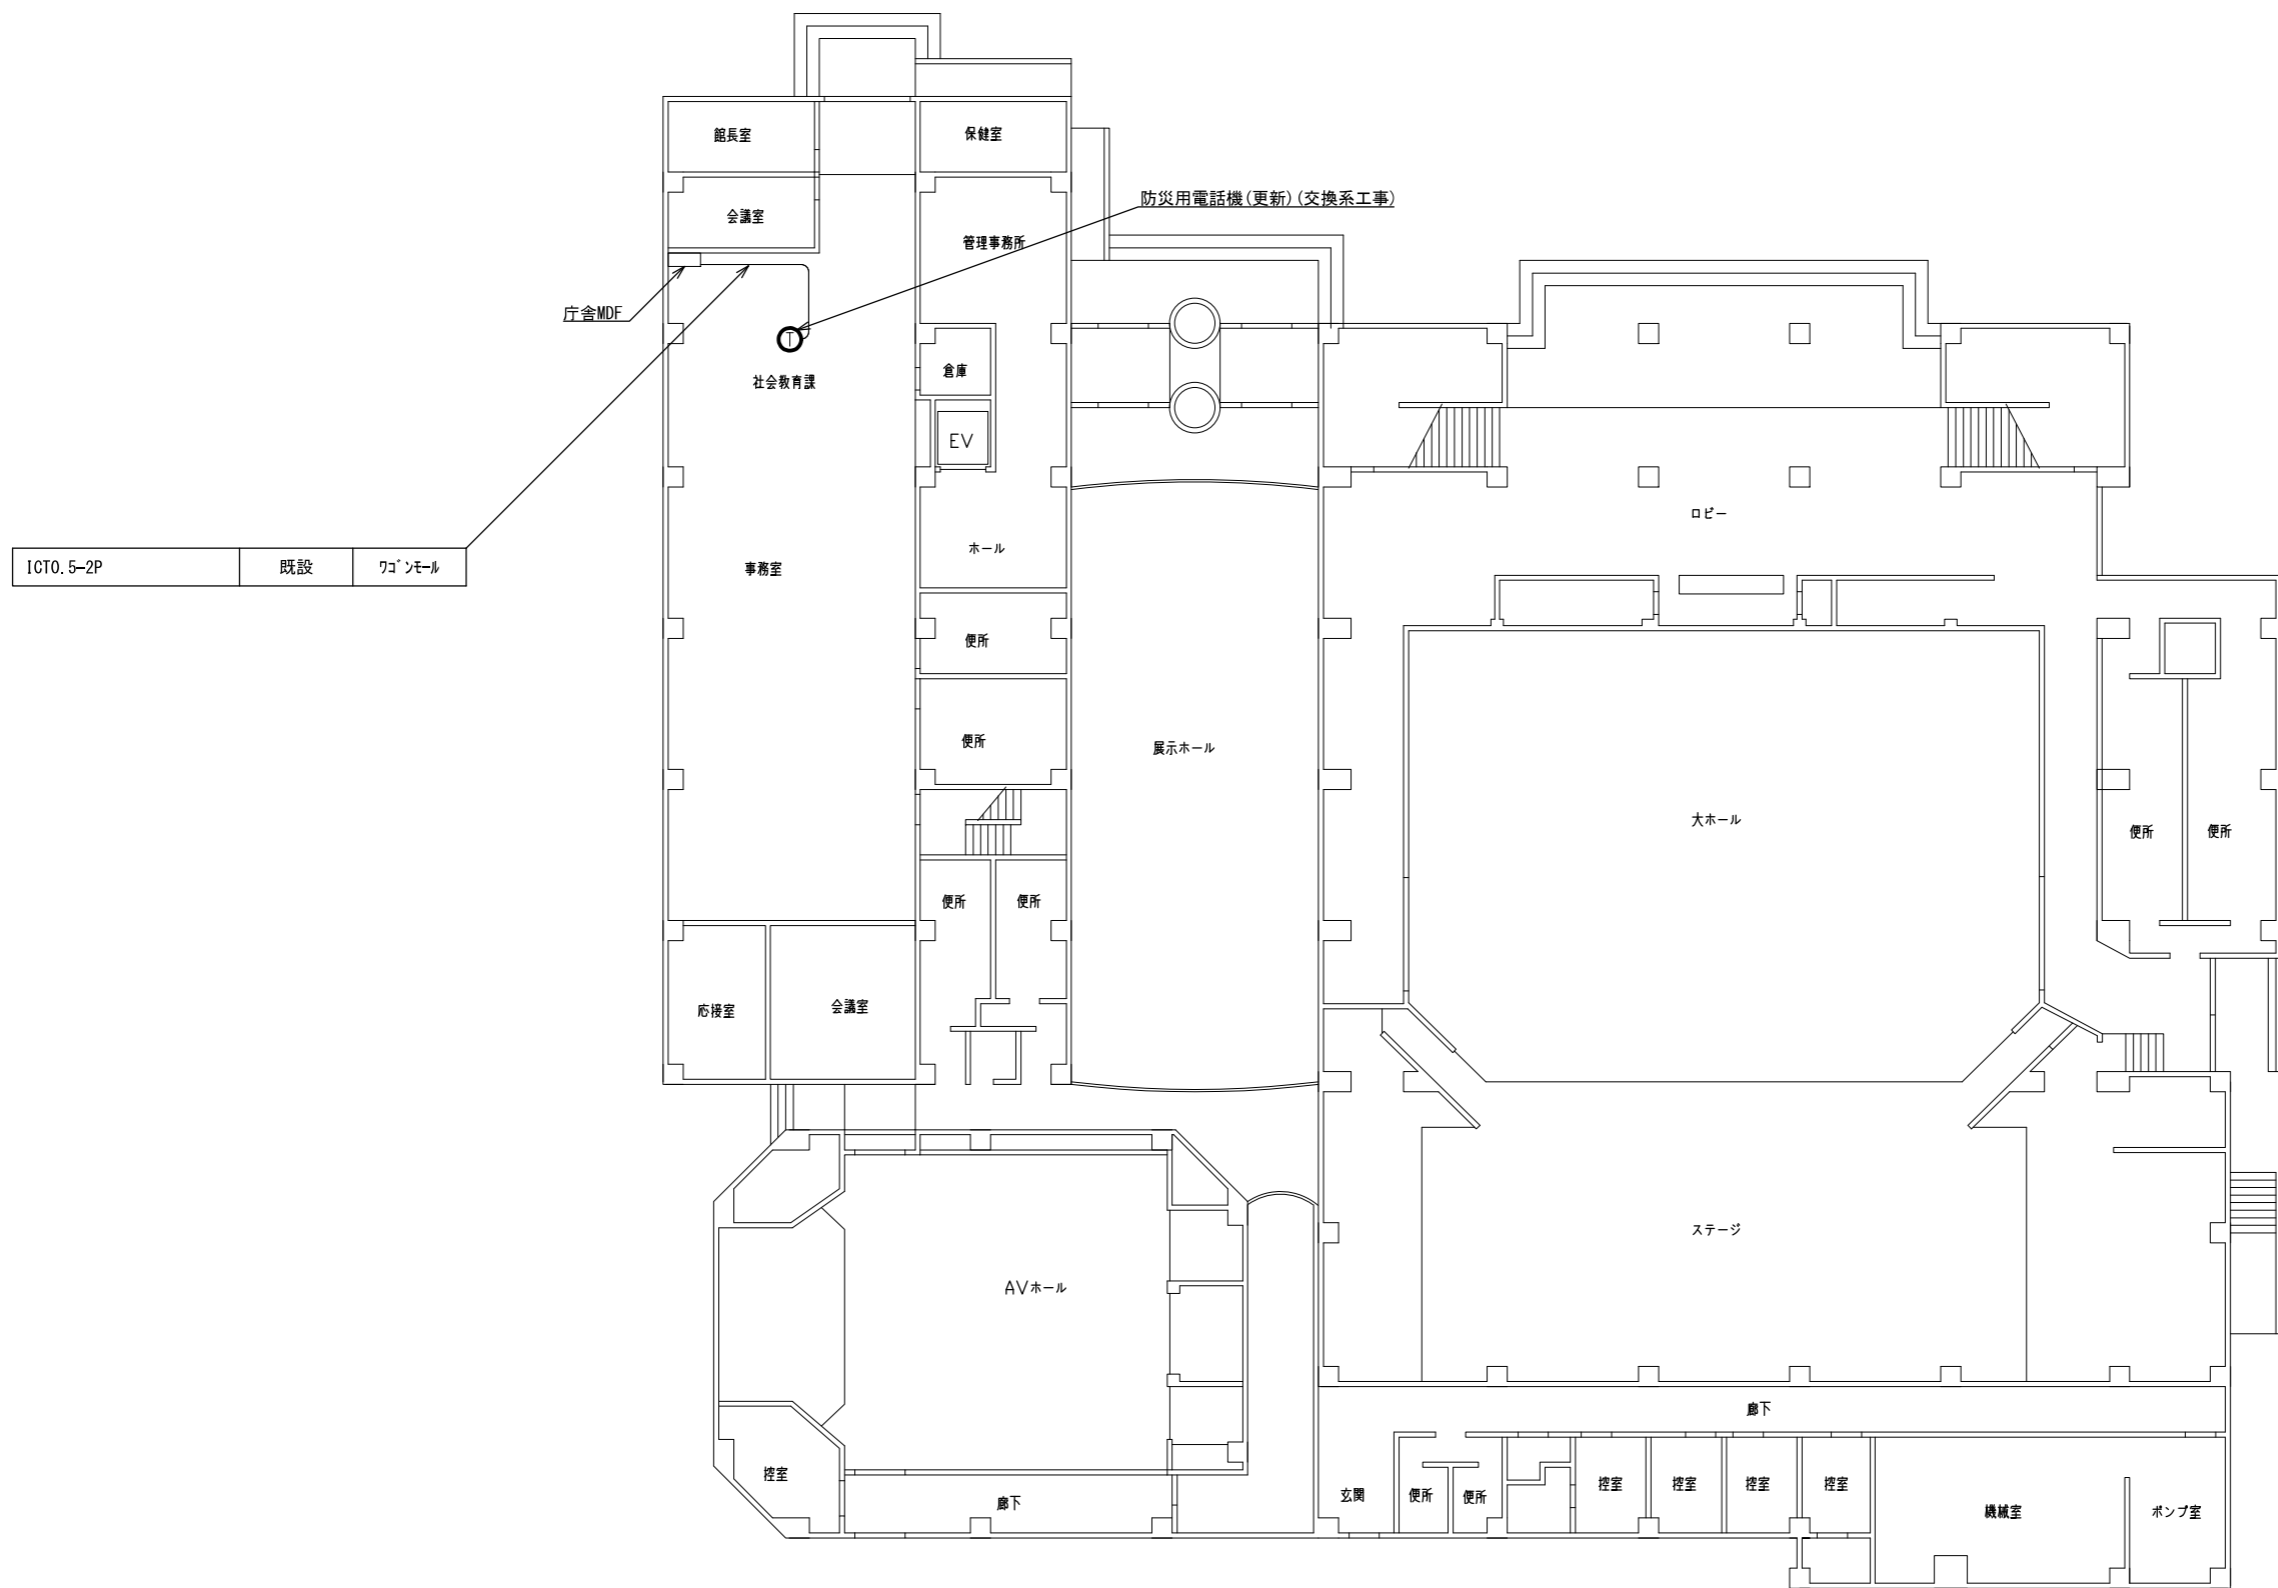 館長室
保健室
防災用電話機(更新)(交換系工事)
会議室
管理事務所
庁舎MDF
T
倉庫
社会教育課
EV
ロビー
ホール
ICT0.5-2P 既設 ワゴンモール
事務室
便所
便所
展示ホール
大ホール
便所
便所
便所
便所
応接室
会議室
ステージ
AVホール
廊下
控室
廊下
玄関
便所
便所
控室
控室
控室
控室
機械室
ポンプ室